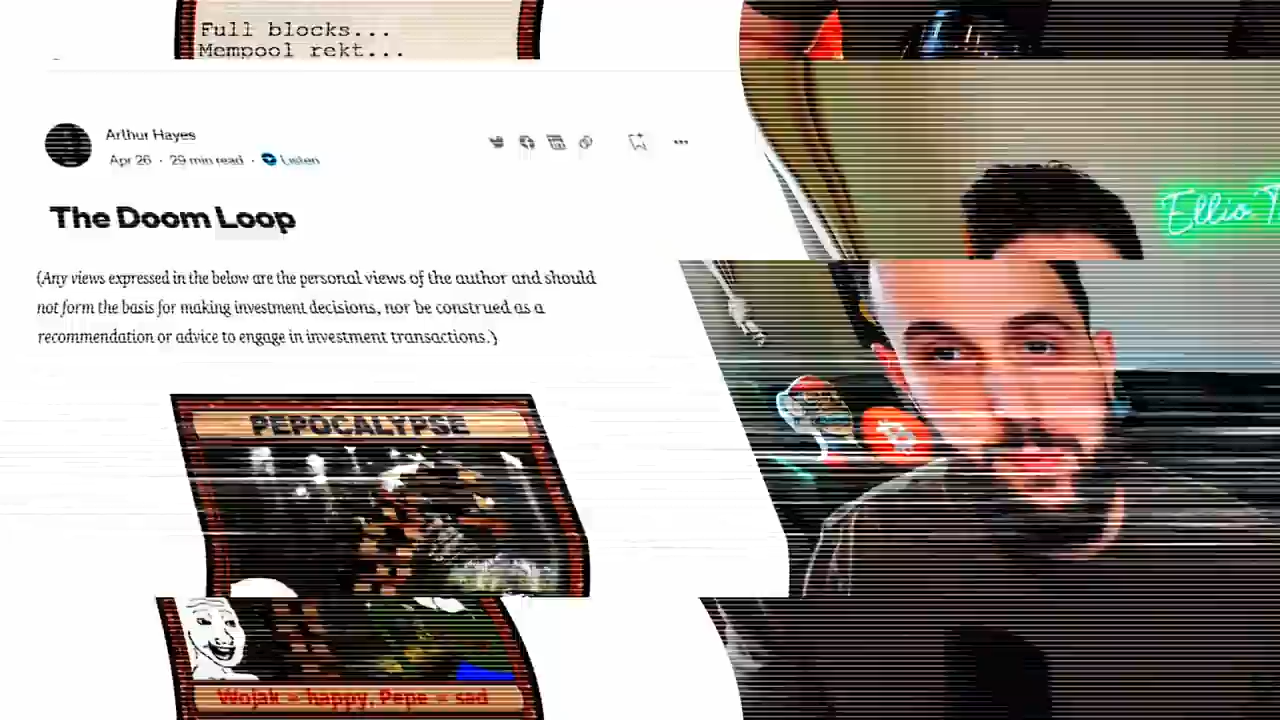 Full blocks...
Mempool rekt...
Arthur Hayes
Apr 26 · 29 min read · Listen
The Doom Loop
(Any views expressed in the below are the personal views of the author and should
not form the basis for making investment decisions, nor be construed as a
recommendation or advice to engage in investment transactions.)
PEPOCALYPSE
Wojak = happy, Pepe = sad
Ellio T